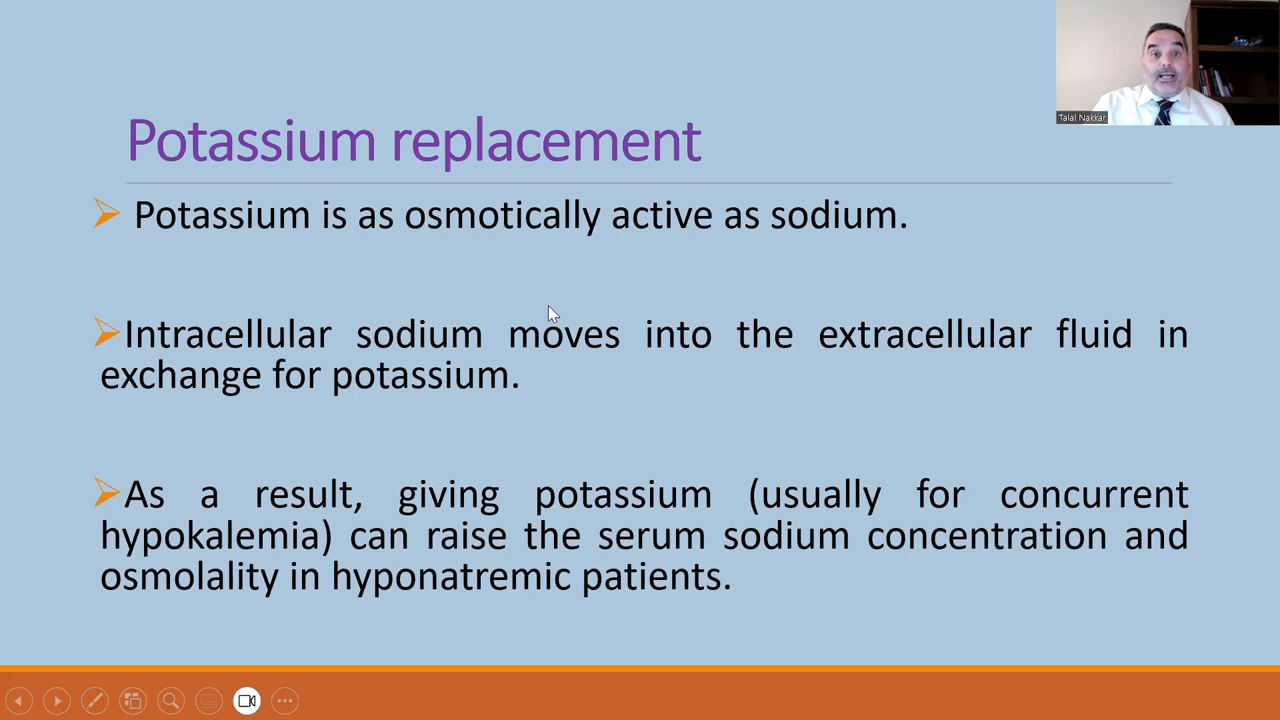 Talal Nakkar
Potassium replacement
Potassium is as osmotically active as sodium.
Intracellular sodium moves into the extracellular fluid in
exchange for potassium.
As a result, giving potassium (usually for concurrent
hypokalemia) can raise the serum sodium concentration and
osmolality in hyponatremic patients.